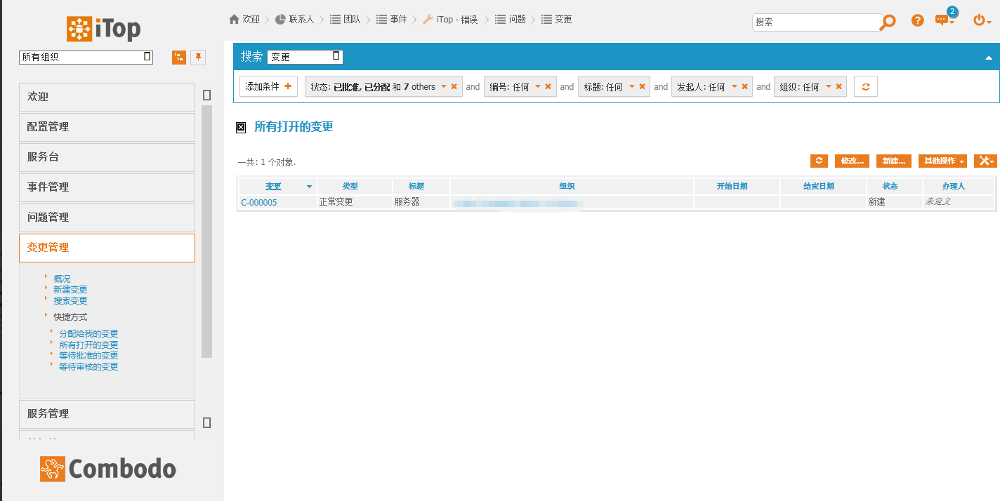 iTop
所有组织
欢迎
配置管理
服务台
事件管理
问题管理
变更管理
概况
新建变更
搜索变更
快捷方式
分配给我的变更
所有打开的变更
等待批准的变更
等待审核的变更
服务管理
Combodo
欢迎 联系人 团队 事件 iTop - 错误 问题 变更
搜索
2
搜索 变更
添加条件 状态: 已批准, 已分配 和 7 others and 编号: 任何 and 标题: 任何 and 发起人: 任何 and 组织: 任何
所有打开的变更
一共: 1 个对象.
修改... 新建... 其他操作
变更 类型 标题 组织 开始日期 结束日期 状态 办理人
C-000005 正常变更 服务器 新建 未定义